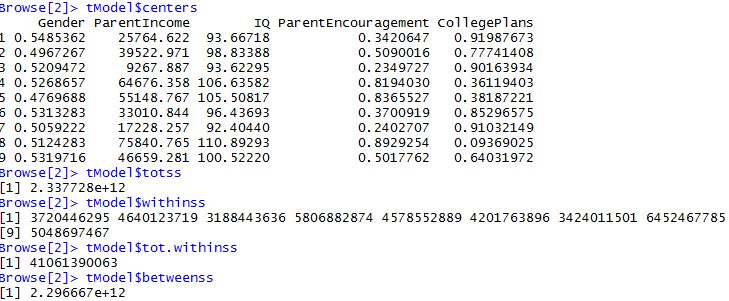 Browse[2]> tModel$centers
Gender ParentIncome IQ ParentEncouragement CollegePlans
1 0.5485362 25764.622 93.66718 0.3420647 0.91987673
2 0.4967267 39522.971 98.83388 0.5090016 0.77741408
3 0.5209472 9267.887 93.62295 0.2349727 0.90163934
4 0.5268657 64676.358 106.63582 0.8194030 0.36119403
5 0.4769688 55148.767 105.50817 0.8365527 0.38187221
6 0.5313283 33010.844 96.43693 0.3700919 0.85296575
7 0.5059222 17228.257 92.40440 0.2402707 0.91032149
8 0.5124283 75840.765 110.89293 0.8929254 0.09369025
9 0.5319716 46659.281 100.52220 0.5017762 0.64031972
Browse[2]> tModel$totss
[1] 2.337728e+12
Browse[2]> tModel$withinss
[1] 3720446295 4640123719 3188443636 5806882874 4578552889 4201763896 3424011501 6452467785
[9] 5048697467
Browse[2]> tModel$tot.withinss
[1] 41061390063
Browse[2]> tModel$betweenss
[1] 2.296667e+12